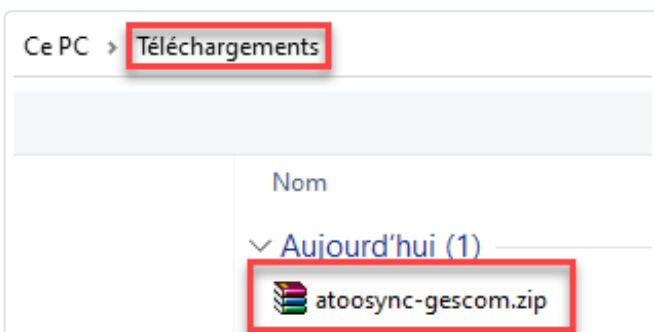 Ce PC > Téléchargements
Nom
Aujourd'hui (1)
atoosync-gescom.zip